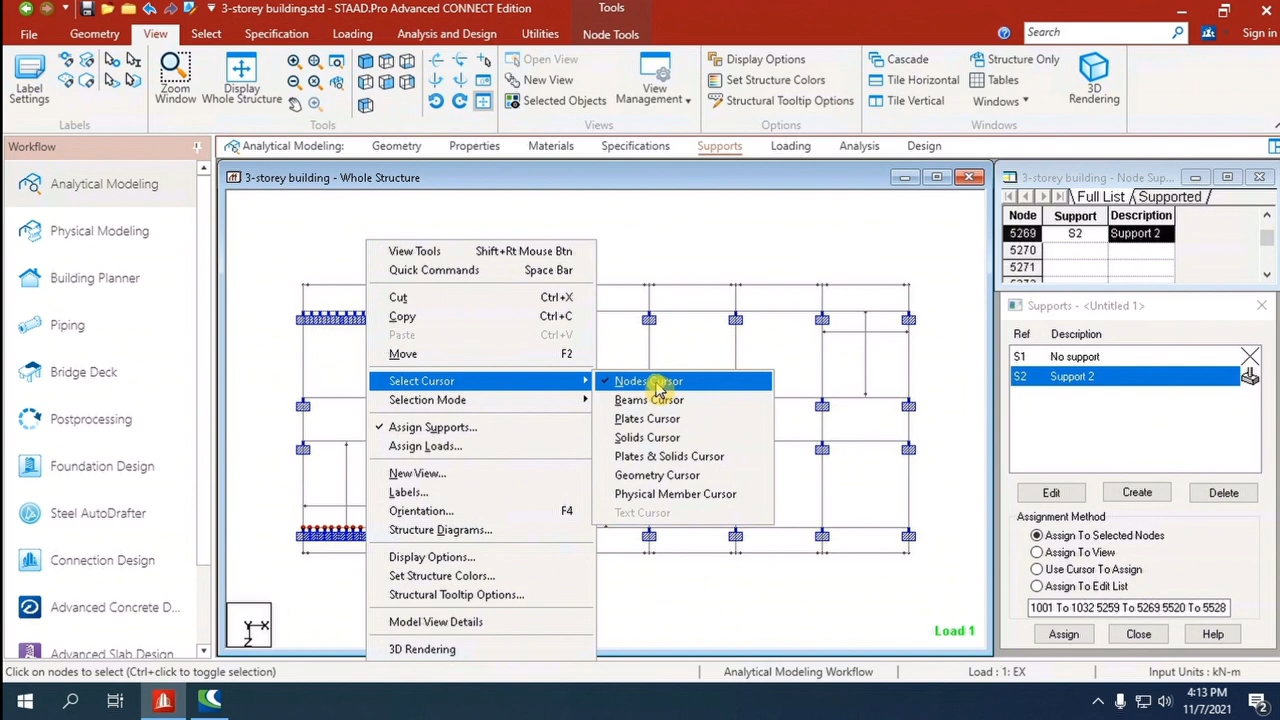 3-storey building.std - STAAD.Pro Advanced CONNECT Edition
Tools
File
Geometry
View
Select
Specification
Loading
Analysis and Design
Utilities
Node Tools
Search
Sign in
Label Settings
Labels
Zoom Window
Display Whole Structure
Tools
Open View
New View
Selected Objects
View Management
Views
Display Options
Set Structure Colors
Structural Tooltip Options
Options
Cascade
Tile Horizontal
Tile Vertical
Structure Only
Tables
Windows
Windows
3D Rendering
Workflow
Analytical Modeling
Physical Modeling
Building Planner
Piping
Bridge Deck
Postprocessing
Foundation Design
Steel AutoDrafter
Connection Design
Advanced Concrete D...
Advanced Slab Design
Analytical Modeling:
Geometry
Properties
Materials
Specifications
Supports
Loading
Analysis
Design
3-storey building - Whole Structure
View Tools Shift+Rt Mouse Btn
Quick Commands Space Bar
Cut Ctrl+X
Copy Ctrl+C
Paste Ctrl+V
Move F2
Select Cursor
Selection Mode
Assign Supports...
Assign Loads...
New View...
Labels...
Orientation... F4
Structure Diagrams...
Display Options...
Set Structure Colors...
Structural Tooltip Options...
Model View Details
3D Rendering
Nodes Cursor
Beams Cursor
Plates Cursor
Solids Cursor
Plates & Solids Cursor
Geometry Cursor
Physical Member Cursor
Text Cursor
Y X
Z
Load 1
3-storey building - Node Sup...
Full List
Supported
Node Support Description
5269 S2 Support 2
5270
5271
Supports - <Untitled 1>
Ref Description
S1 No support
S2 Support 2
Edit
Create
Delete
Assignment Method
Assign To Selected Nodes
Assign To View
Use Cursor To Assign
Assign To Edit List
1001 To 1032 5259 To 5269 5520 To 5528
Assign
Close
Help
Click on nodes to select (Ctrl+click to toggle selection)
Analytical Modeling Workflow
Load : 1: EX
Input Units : kN-m
4:13 PM
11/7/2021
2